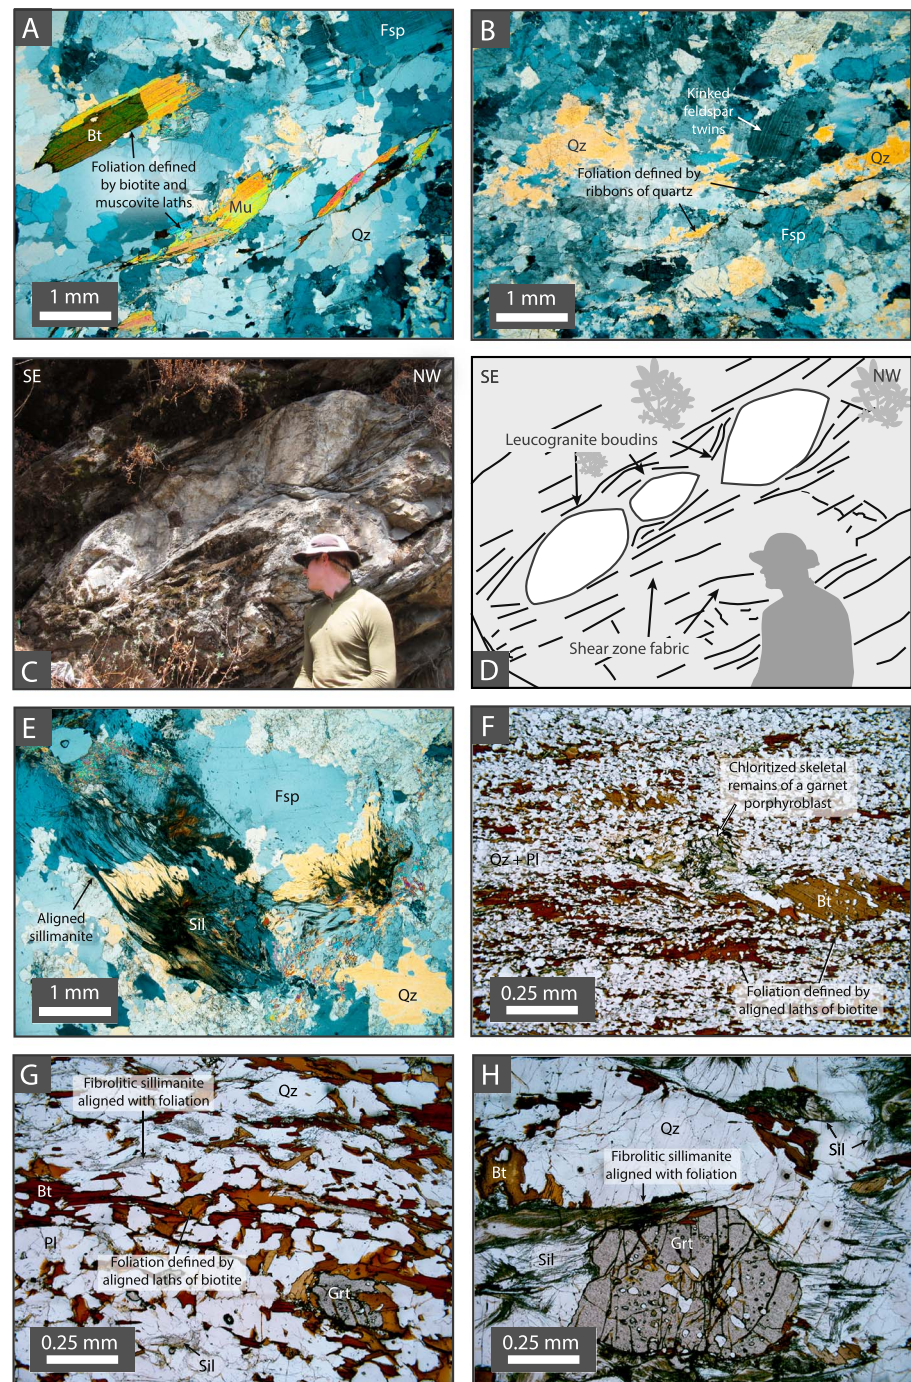 A
Fsp
Bt
Foliation defined
by biotite and
muscovite laths
Mu
Qz
1 mm
B
Kinked
feldspar
twins
Qz
Qz
Foliation defined by
ribbons of quartz
Fsp
1 mm
SE
NW
C
SE
NW
Leucogranite boudins
Shear zone fabric
D
E
Fsp
Aligned
sillimanite
Sil
Qz
1 mm
F
Chloritized skeletal
remains of a garnet
porphyroblast
Qz + Pl
Bt
0.25 mm
Foliation defined by
aligned laths of biotite
G
Fibrolitic sillimanite
aligned with foliation
Qz
Bt
Pl
Foliation defined by
aligned laths of biotite
Grt
0.25 mm
Sil
H
Qz
Sil
Fibrolitic sillimanite
aligned with foliation
Bt
Grt
Sil
0.25 mm